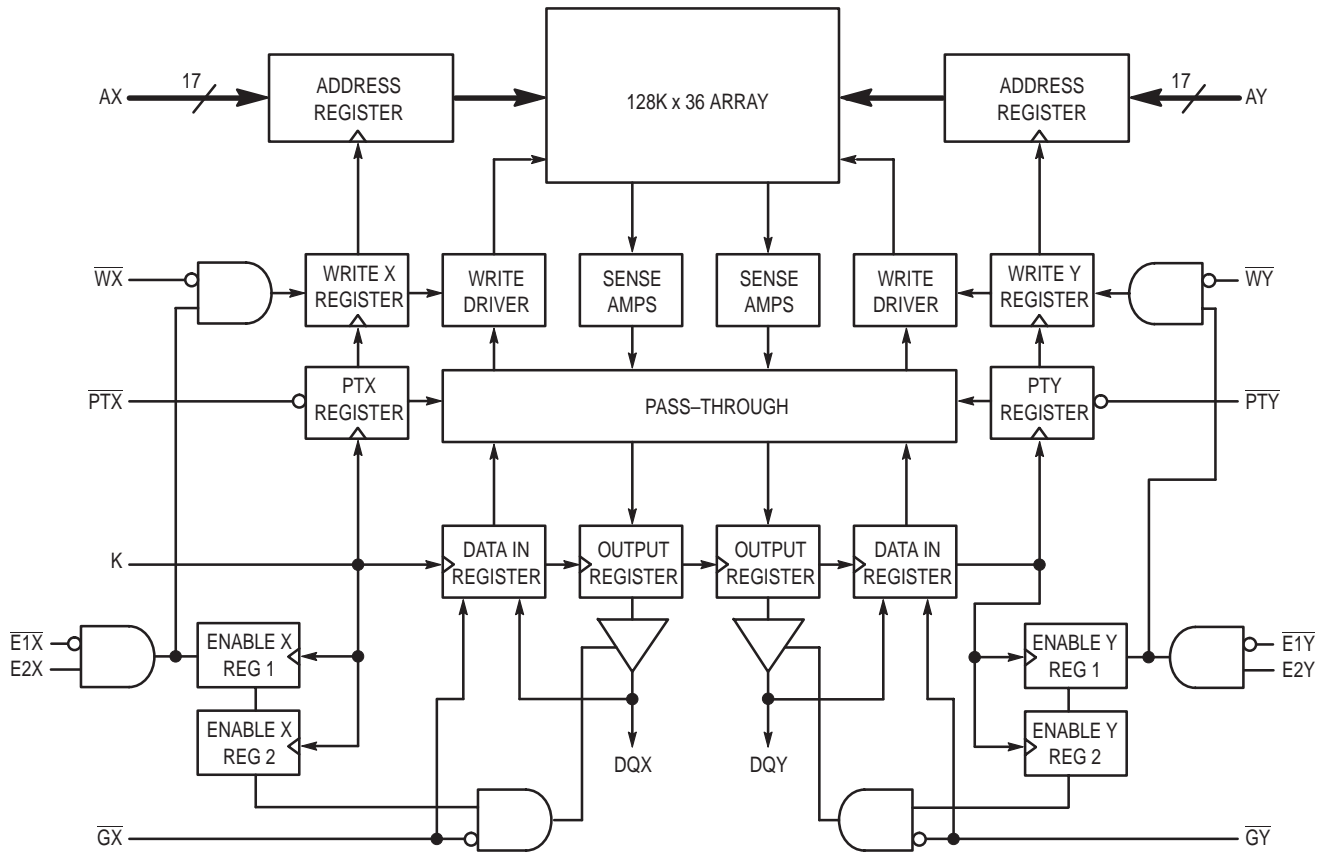 17
AX
ADDRESS
REGISTER
128K x 36 ARRAY
ADDRESS
REGISTER
17
AY
WX
WRITE X
REGISTER
WRITE
DRIVER
SENSE
AMPS
SENSE
AMPS
WRITE
DRIVER
WRITE Y
REGISTER
WY
PTX
PTX
REGISTER
PASS–THROUGH
PTY
REGISTER
PTY
K
DATA IN
REGISTER
OUTPUT
REGISTER
OUTPUT
REGISTER
DATA IN
REGISTER
E1X
E2X
ENABLE X
REG 1
ENABLE Y
REG 1
E1Y
E2Y
ENABLE X
REG 2
DQX
DQY
ENABLE Y
REG 2
GX
GY